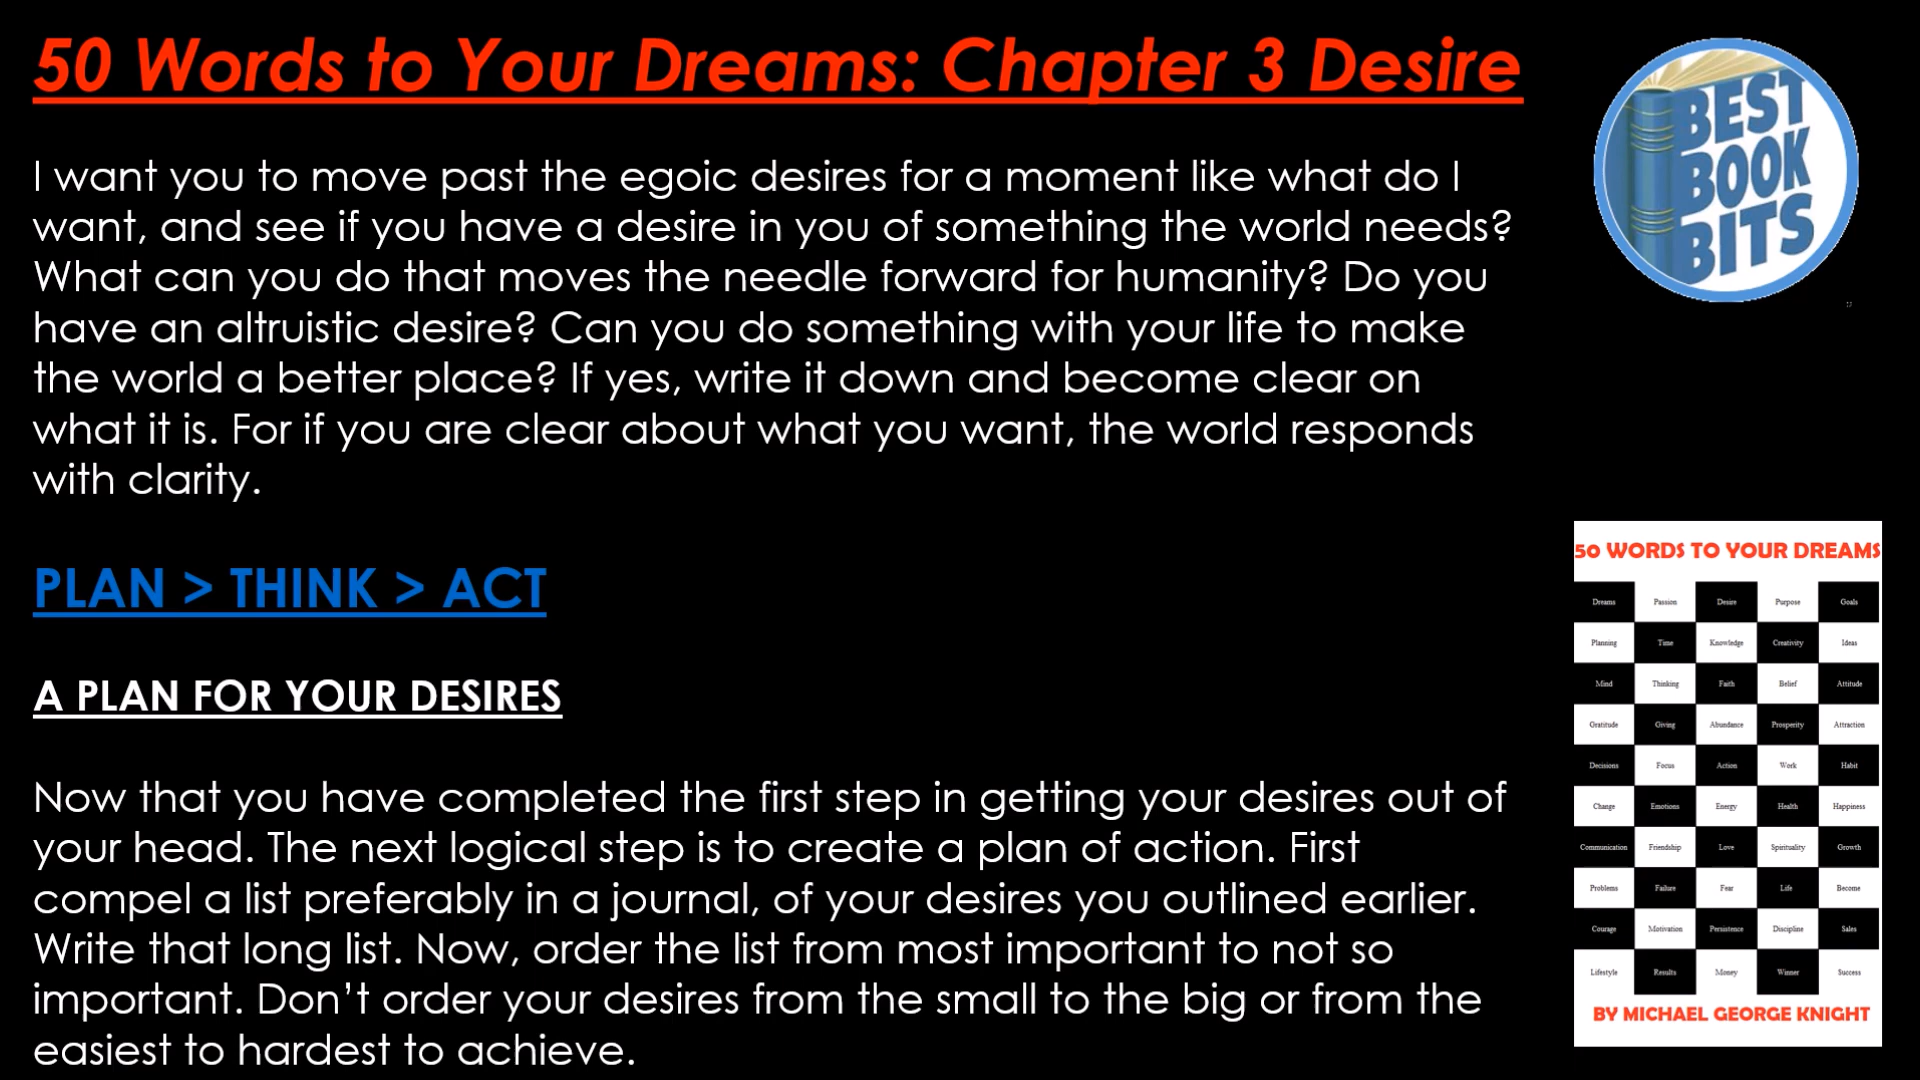 50 Words to Your Dreams: Chapter 3 Desire
I want you to move past the egoic desires for a moment like what do I
want, and see if you have a desire in you of something the world needs?
What can you do that moves the needle forward for humanity? Do you
have an altruistic desire? Can you do something with your life to make
the world a better place? If yes, write it down and become clear on
what it is. For if you are clear about what you want, the world responds
with clarity.
PLAN > THINK > ACT
A PLAN FOR YOUR DESIRES
Now that you have completed the first step in getting your desires out of
your head. The next logical step is to create a plan of action. First
compel a list preferably in a journal, of your desires you outlined earlier.
Write that long list. Now, order the list from most important to not so
important. Don't order your desires from the small to the big or from the
easiest to hardest to achieve.
BEST
BOOK
BITS
50 WORDS TO YOUR DREAMS
Dreams Passion Desire Purpose Goals
Planning Time Knowledge Creativity Ideas
Mind Thinking Faith Belief Attitude
Gratitude Giving Abundance Prosperity Attraction
Decisions Focus Action Work Habit
Change Emotions Energy Health Happiness
Communication Friendship Love Spirituality Growth
Problems Failure Fear Life Become
Courage Motivation Persistence Discipline Sales
Lifestyle Results Money Winner Success
BY MICHAEL GEORGE KNIGHT